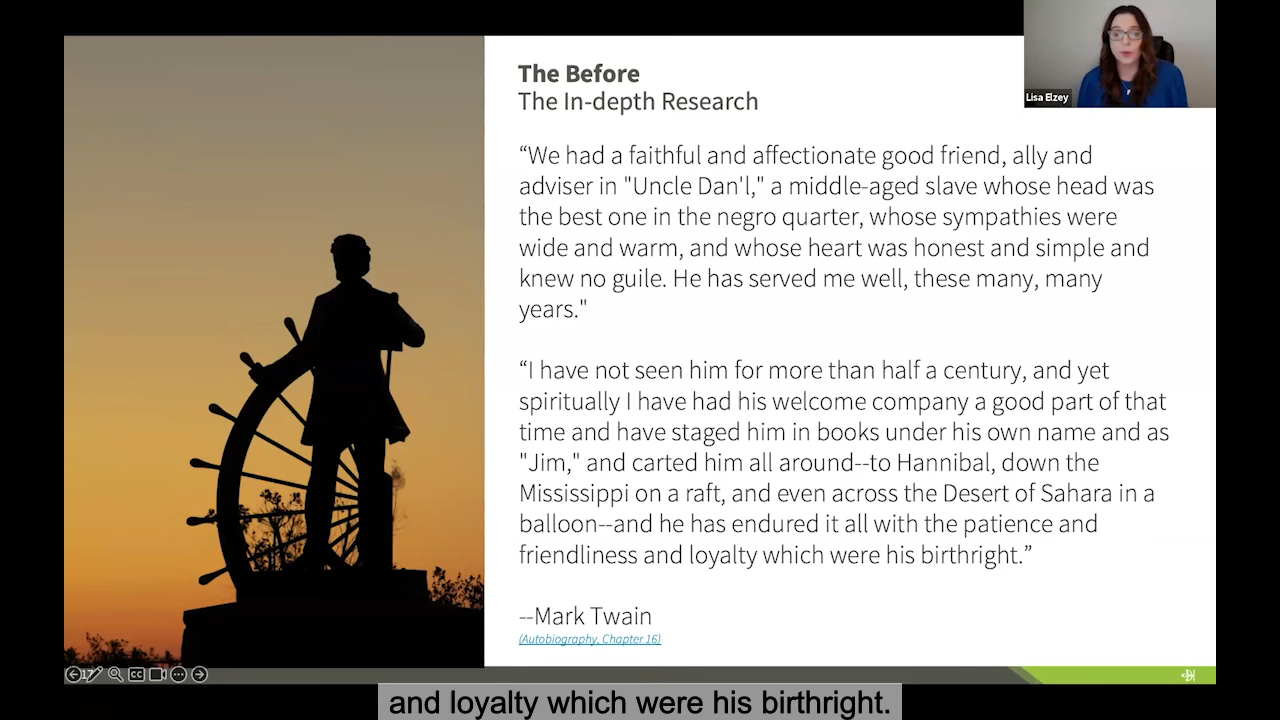 The Before
The In-depth Research
Lisa Elzey
“We had a faithful and affectionate good friend, ally and
adviser in "Uncle Dan'l," a middle-aged slave whose head was
the best one in the negro quarter, whose sympathies were
wide and warm, and whose heart was honest and simple and
knew no guile. He has served me well, these many, many
years."
“I have not seen him for more than half a century, and yet
spiritually I have had his welcome company a good part of that
time and have staged him in books under his own name and as
"Jim," and carted him all around--to Hannibal, down the
Mississippi on a raft, and even across the Desert of Sahara in a
balloon--and he has endured it all with the patience and
friendliness and loyalty which were his birthright.”
--Mark Twain
(Autobiography, Chapter 16)
17
CC
and loyalty which were his birthright.